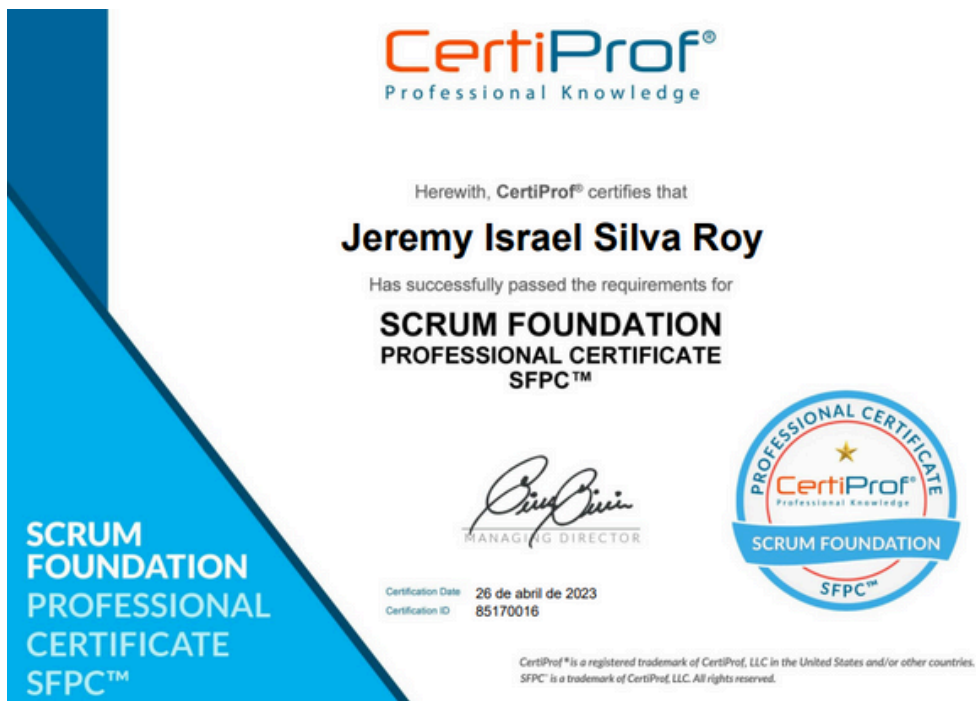 CertiProf®
Professional Knowledge
Herewith, CertiProf® certifies that
Jeremy Israel Silva Roy
Has successfully passed the requirements for
SCRUM FOUNDATION
PROFESSIONAL CERTIFICATE
SFPC™
MANAGING DIRECTOR
Certification Date 26 de abril de 2023
Certification ID 85170016
PROFESSIONAL CERTIFICATE
CertiProf®
Professional Knowledge
SCRUM FOUNDATION
SFPC™
SCRUM
FOUNDATION
PROFESSIONAL
CERTIFICATE
SFPC™
CertiProf® is a registered trademark of CertiProf, LLC in the United States and/or other countries.
SFPC™ is a trademark of CertiProf, LLC. All rights reserved.